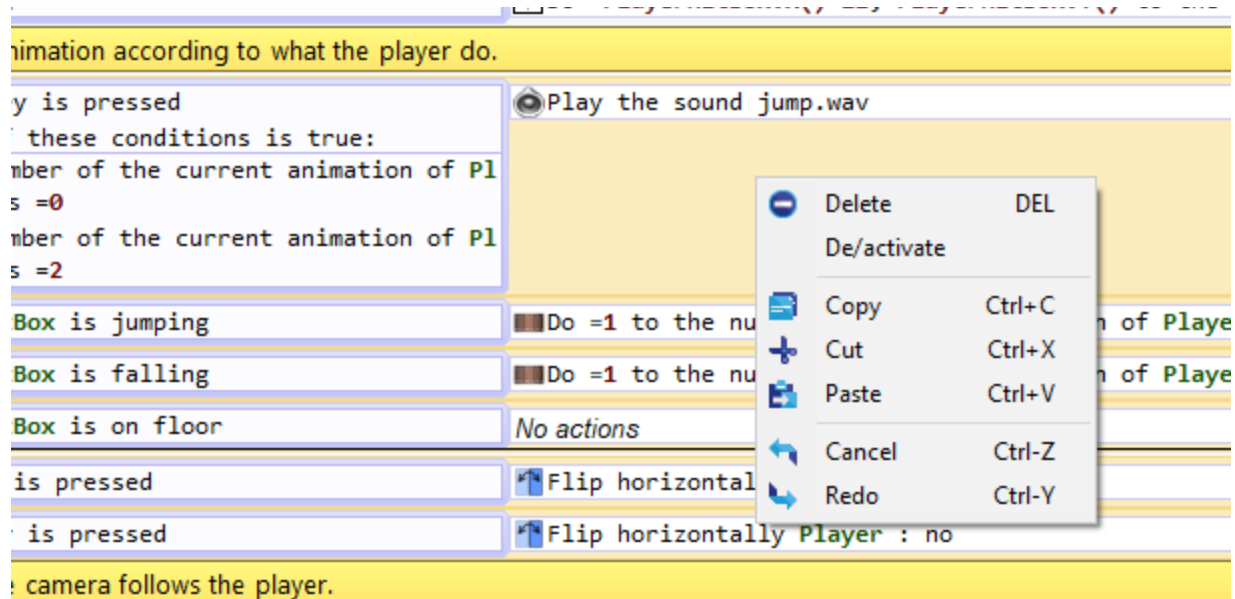 nimation according to what the player do.
y is pressed
Play the sound jump.wav
these conditions is true:
mber of the current animation of Pl
s =0
mber of the current animation of Pl
s =2
Delete DEL
De/activate
Copy Ctrl+C
Cut Ctrl+X
Paste Ctrl+V
Cancel Ctrl-Z
Redo Ctrl-Y
Box is jumping
Do =1 to the nu
n of Playe
Box is falling
Do =1 to the nu
n of Playe
Box is on floor
No actions
is pressed
Flip horizontal
is pressed
Flip horizontally Player : no
camera follows the player.